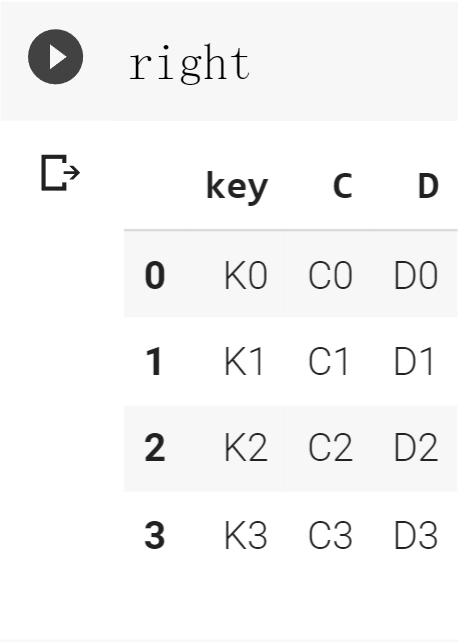 right
key C D
0 K0 C0 D0
1 K1 C1 D1
2 K2 C2 D2
3 K3 C3 D3